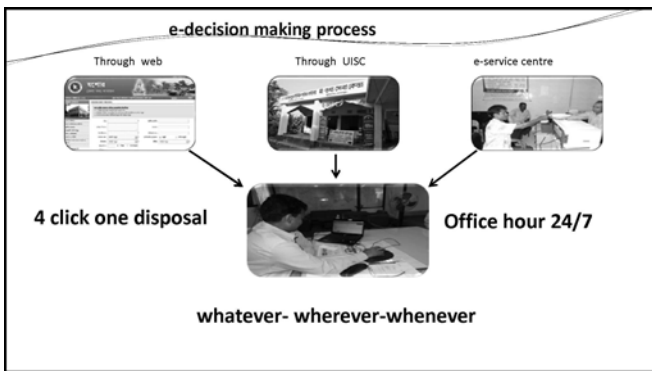 e-decision making process
Through web
Through UISC
e-service centre
যশোর
4 click one disposal
Office hour 24/7
whatever- wherever-whenever